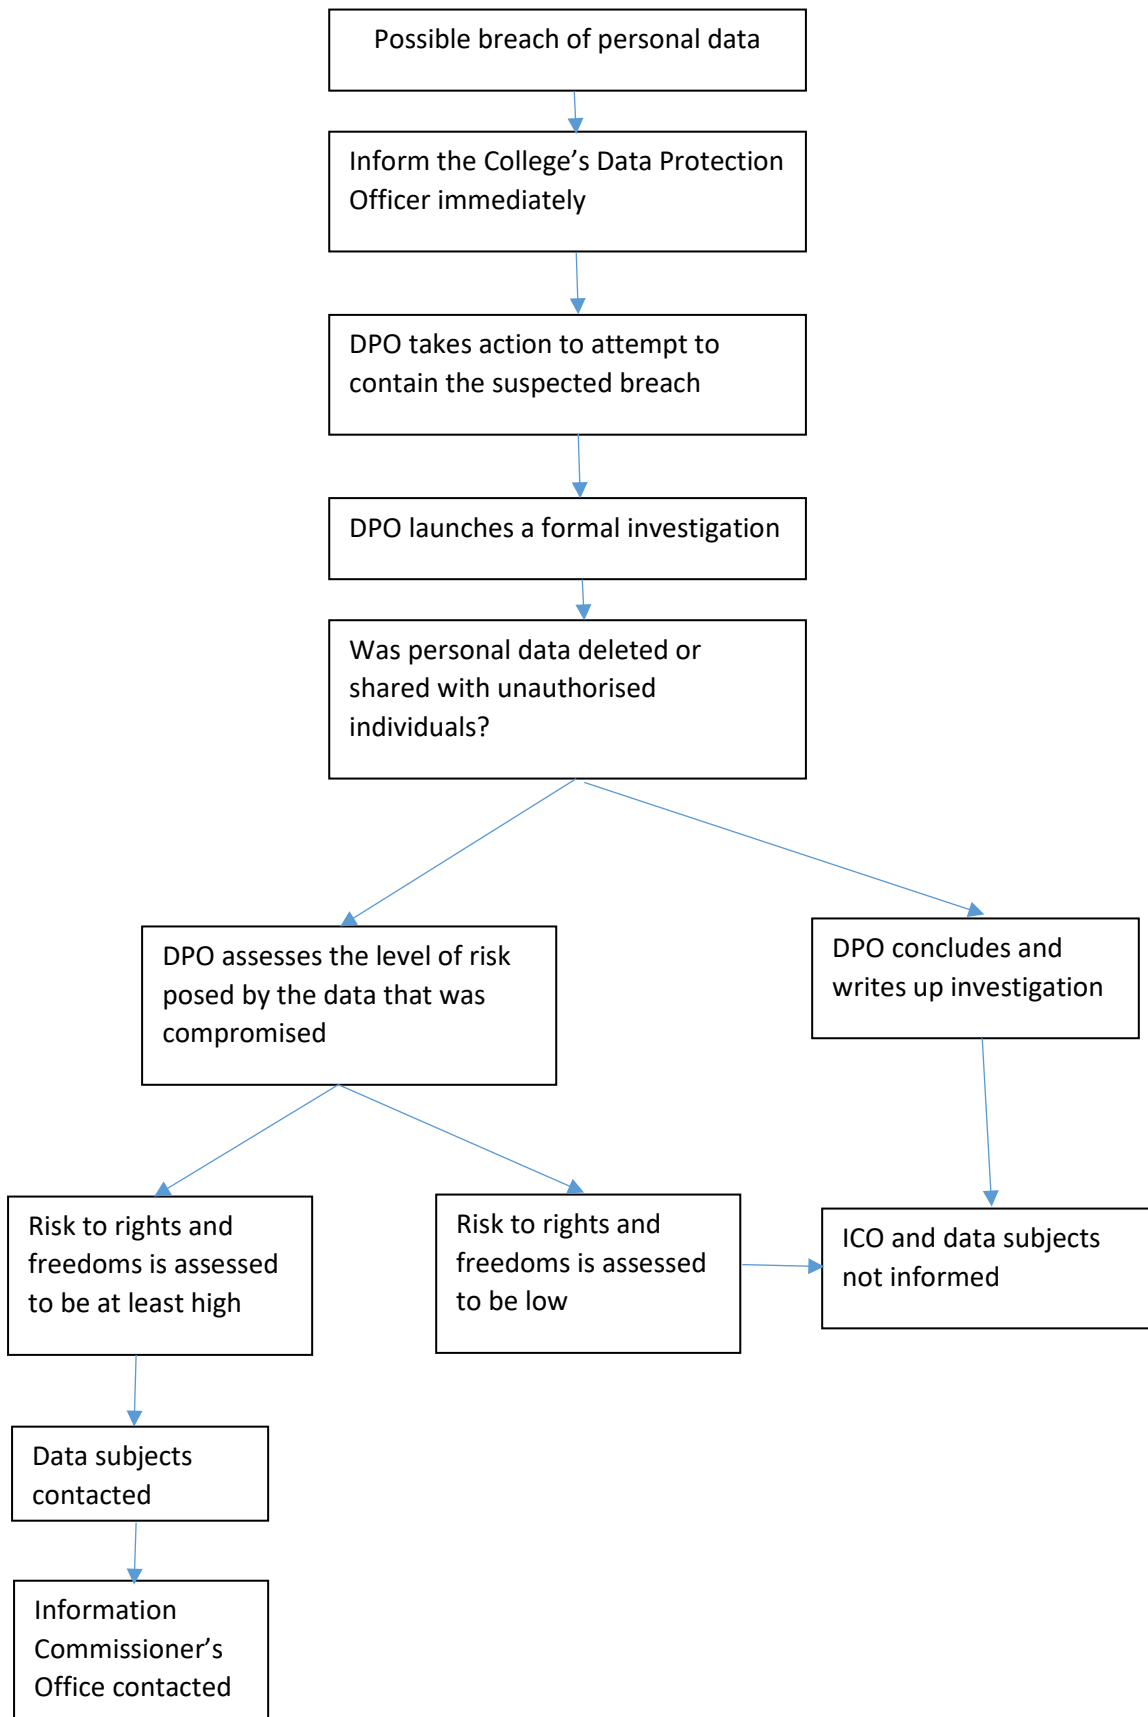 Possible breach of personal data
Inform the College’s Data Protection
Officer immediately
DPO takes action to attempt to
contain the suspected breach
DPO launches a formal investigation
Was personal data deleted or
shared with unauthorised
individuals?
DPO assesses the level of risk
posed by the data that was
compromised
DPO concludes and
writes up investigation
Risk to rights and
freedoms is assessed
to be at least high
Risk to rights and
freedoms is assessed
to be low
ICO and data subjects
not informed
Data subjects
contacted
Information
Commissioner’s
Office contacted